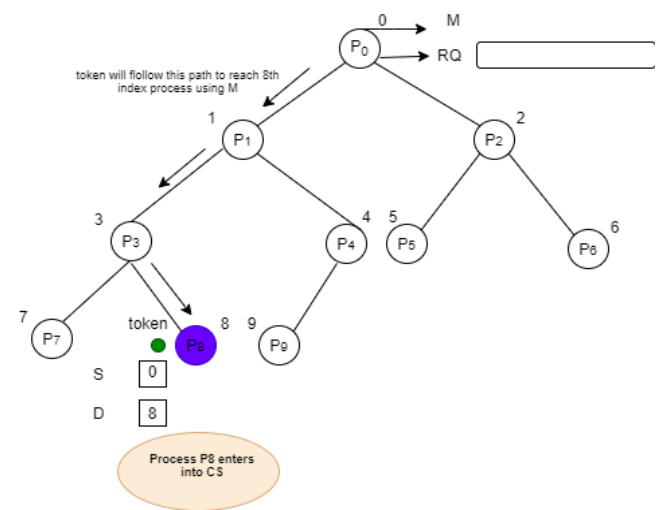 0
M
P0
RQ
token will flollow this path to reach 8th
index process using M
1
2
P1
P2
3
4
5
6
P3
P4
P5
P6
7
token
8
9
P7
P8
P9
S
0
D
8
Process P8 enters
into CS